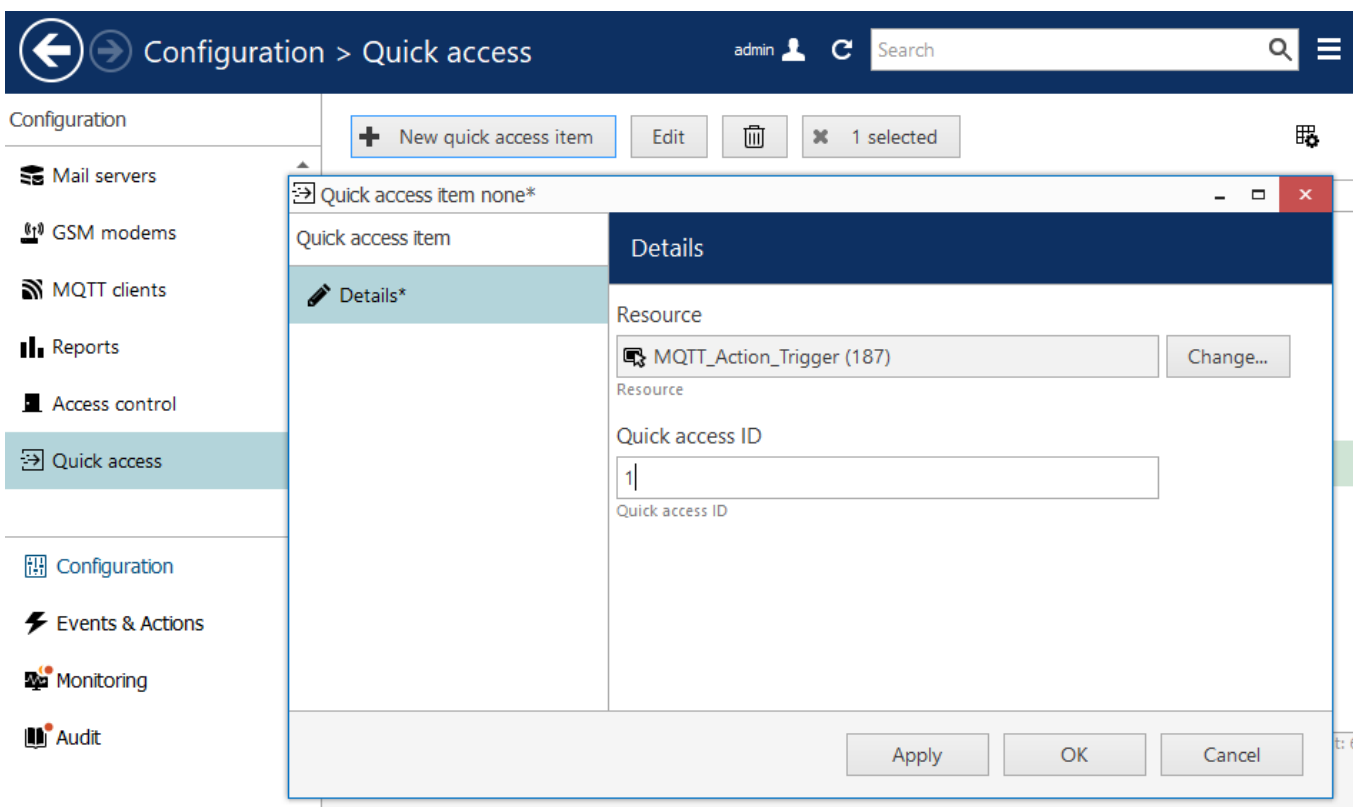 Configuration > Quick access
admin
Search
Configuration
New quick access item
Edit
1 selected
Mail servers
GSM modems
MQTT clients
Reports
Access control
Quick access
Configuration
Events & Actions
Monitoring
Audit
Quick access item none*
Quick access item
Details*
Details
Resource
MQTT_Action_Trigger (187)
Change...
Resource
Quick access ID
1
Quick access ID
Apply
OK
Cancel